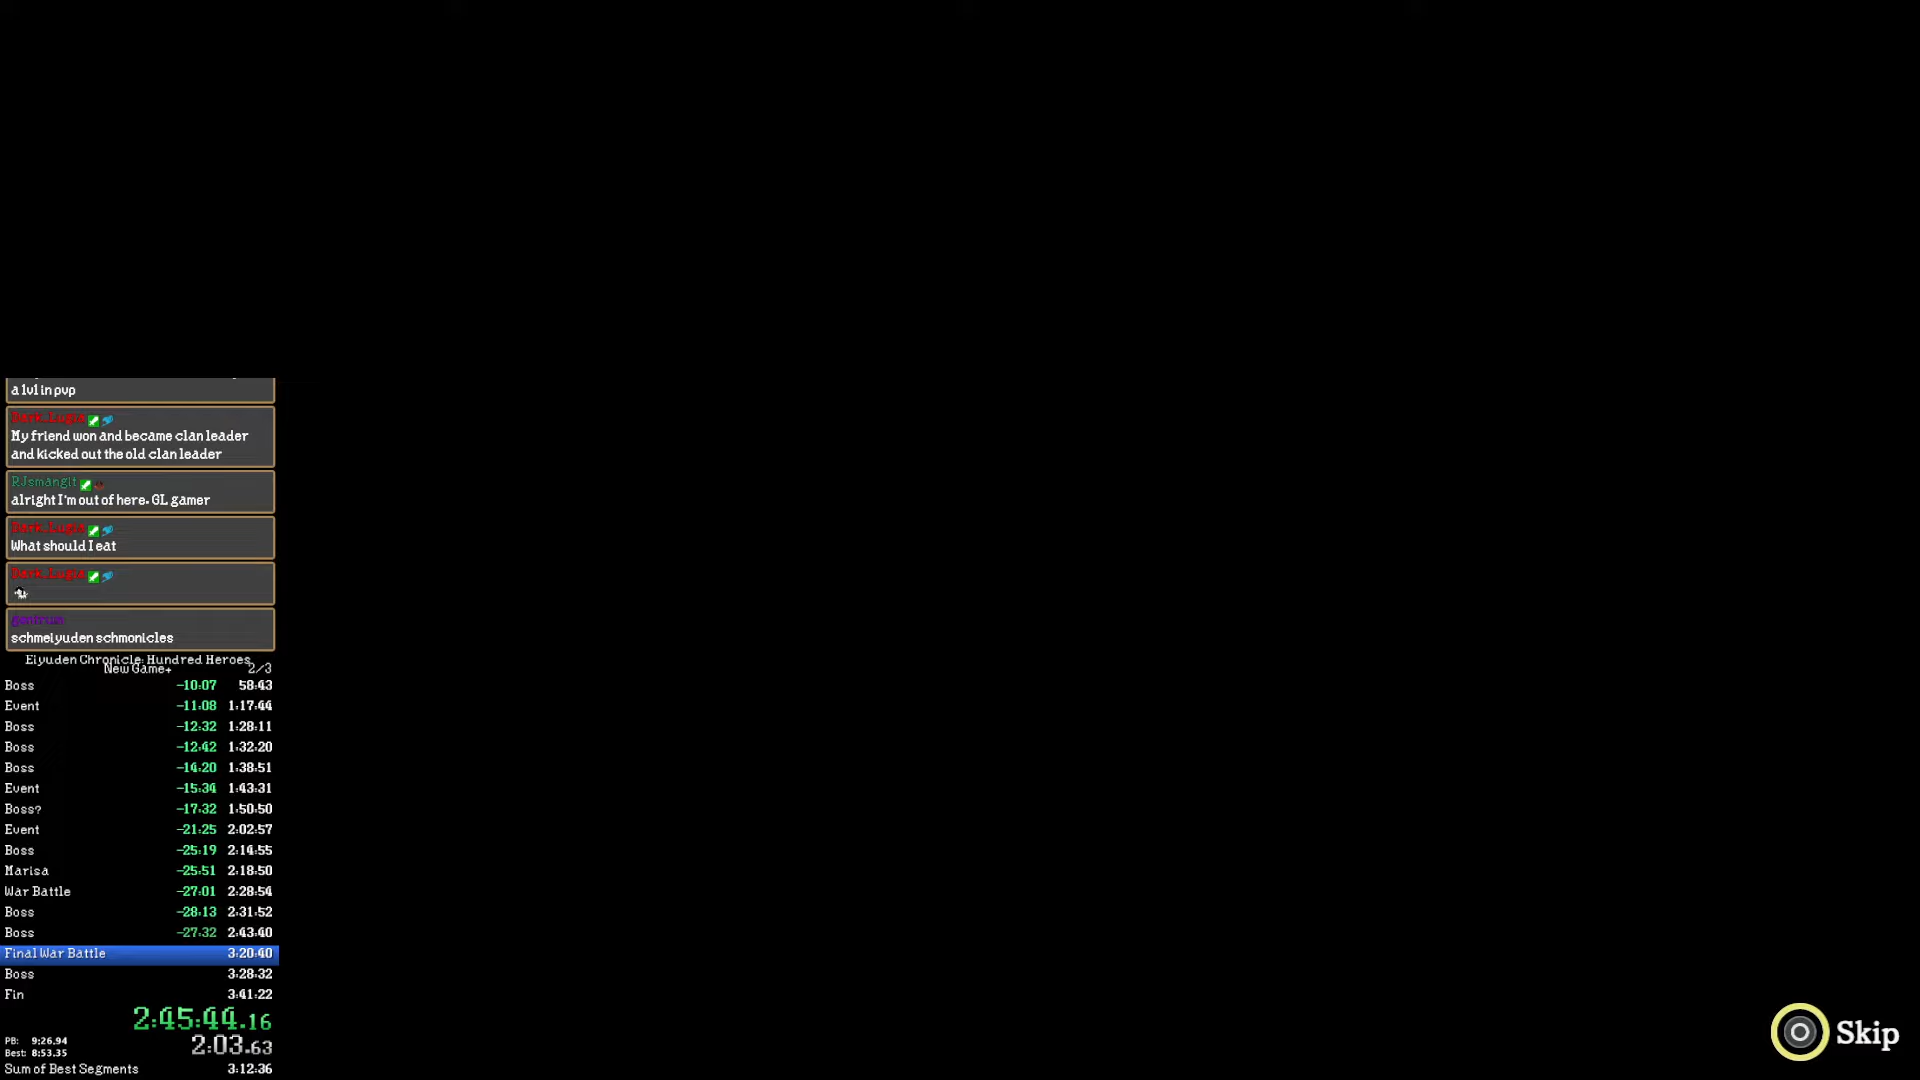 a 1v1 in pvp
Dark_Lugia
My friend won and became clan leader
and kicked out the old clan leader
RJsmangit
alright I'm out of here. GL gamer
Dark_Lugia
What should I eat
Dark_Lugia
schmeiyuden schmonicles
Eiyuden Chronicle: Hundred Heroes
New Game+ 2/3
Boss -10:07 58:43
Event -11:08 1:17:44
Boss -12:32 1:28:11
Boss -12:42 1:32:20
Boss -14:20 1:38:51
Event -15:34 1:43:31
Boss? -17:32 1:50:50
Event -21:25 2:02:57
Boss -25:19 2:14:55
Marisa -25:51 2:18:50
War Battle -27:01 2:28:54
Boss -28:13 2:31:52
Boss -27:32 2:43:40
Final War Battle 3:20:40
Boss 3:28:32
Fin 3:41:22
2:45:44.16
PB: 9:26.94
Best: 8:53.35
2:03.63
Sum of Best Segments 3:12:36
Skip